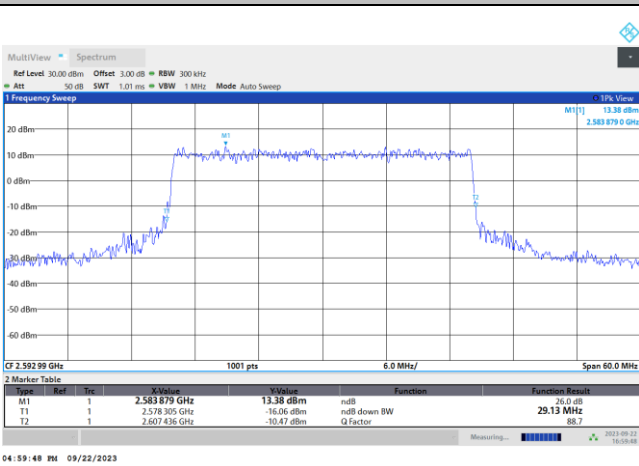 MultiView Spectrum
Ref Level 30.00 dBm Offset 3.00 dB RBW 300 kHz
Att 50 dB SWT 1.01 ms VBW 1 MHz Mode Auto Sweep
1 Frequency Sweep 1Pk View
M1[1] 13.38 dBm
2.583 879 0 GHz
20 dBm
M1
10 dBm
0 dBm
-10 dBm
T1
T2
-20 dBm
-30 dBm
-40 dBm
-50 dBm
-60 dBm
CF 2.592 99 GHz 1001 pts 6.0 MHz/ Span 60.0 MHz
2 Marker Table
Type Ref Trc X-Value Y-Value Function Function Result
M1 1 2.583 879 GHz 13.38 dBm ndB 26.0 dB
T1 1 2.578 305 GHz -16.06 dBm ndB down BW 29.13 MHz
T2 1 2.607 436 GHz -10.47 dBm Q Factor 88.7
Measuring... 2023-09-22
16:59:48
04:59:48 PM 09/22/2023